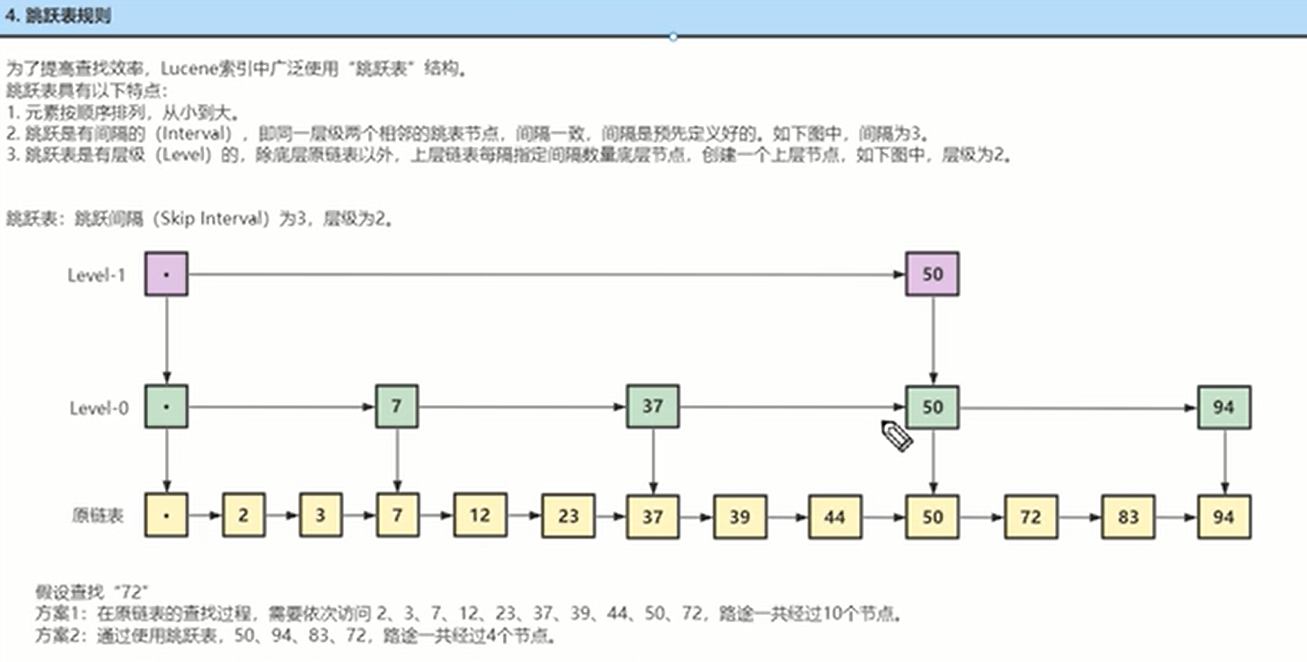 4. 跳跃表规则
为了提高查找效率，Lucene索引中广泛使用“跳跃表”结构。
跳跃表具有以下特点：
1. 元素按顺序排列，从小到大。
2. 跳跃是有间隔的（Interval），即同一层级两个相邻的跳表节点，间隔一致，间隔是预先定义好的。如下图中，间隔为3。
3. 跳跃表是有层级（Level）的，除底层原链表以外，上层链表每隔指定间隔数量底层节点，创建一个上层节点，如下图中，层级为2。
跳跃表：跳跃间隔（Skip Interval）为3，层级为2。
Level-1 50
Level-0 7 37 50 94
原链表 2 3 7 12 23 37 39 44 50 72 83 94
假设查找“72”
方案1：在原链表的查找过程，需要依次访问 2、3、7、12、23、37、39、44、50、72，路途一共经过10个节点。
方案2：通过使用跳跃表，50、94、83、72，路途一共经过4个节点。